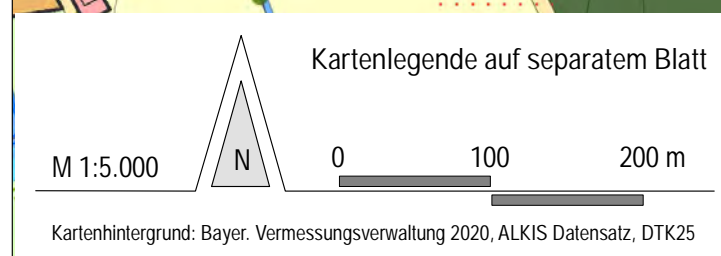 Kartenlegende auf separatem Blatt
M 1:5.000 N 0 100 200 m
Kartenhintergrund: Bayer. Vermessungsverwaltung 2020, ALKIS Datensatz, DTK25